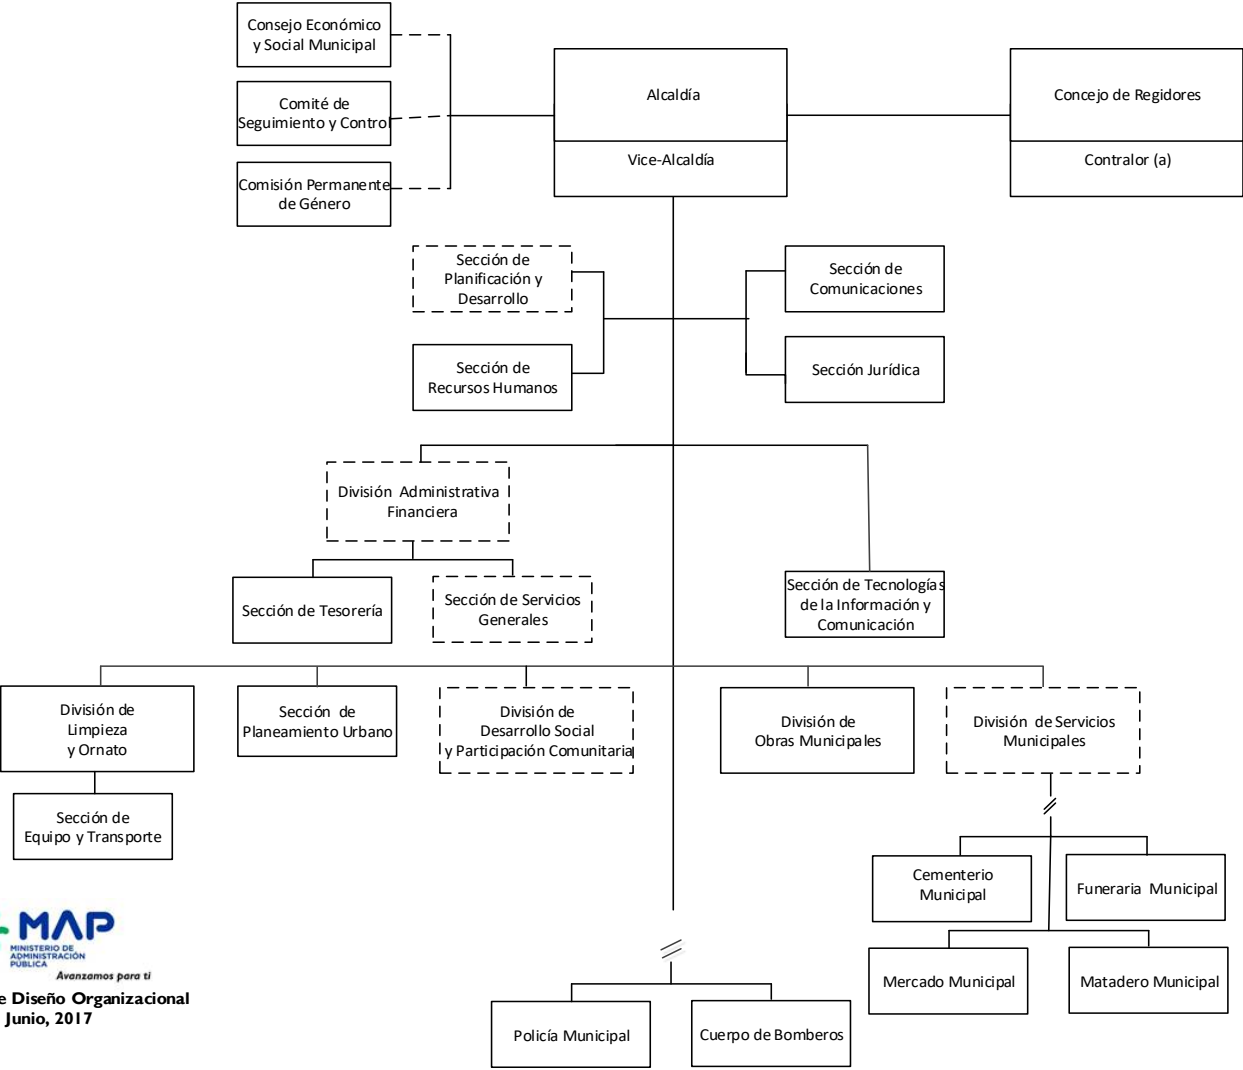 Consejo Económico
y Social Municipal
Comité de
Seguimiento y Control
Comisión Permanente
de Género
Alcaldía
Vice-Alcaldía
Concejo de Regidores
Contralor (a)
Sección de
Planificación y
Desarrollo
Sección de
Recursos Humanos
Sección de
Comunicaciones
Sección Jurídica
División Administrativa
Financiera
Sección de Tesorería
Sección de Servicios
Generales
Sección de Tecnologías
de la Información y
Comunicación
División de
Limpieza
y Ornato
Sección de
Planeamiento Urbano
División de
Desarrollo Social
y Participación Comunitaria
División de
Obras Municipales
División de Servicios
Municipales
Sección de
Equipo y Transporte
Cementerio
Municipal
Funeraria Municipal
Mercado Municipal
Matadero Municipal
Policía Municipal
Cuerpo de Bomberos
MAP
MINISTERIO DE
ADMINISTRACIÓN
PÚBLICA
Avanzamos para ti
e Diseño Organizacional
Junio, 2017